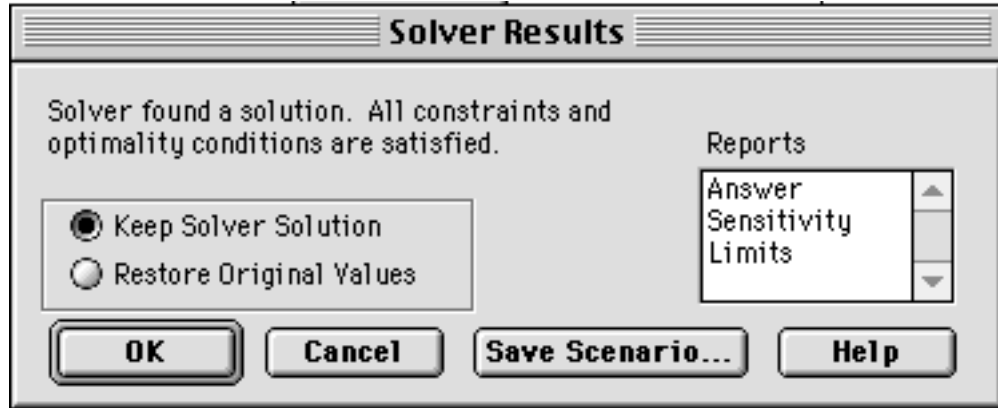 Solver Results
Solver found a solution. All constraints and
optimality conditions are satisfied.
Reports
Answer
Sensitivity
Limits
Keep Solver Solution
Restore Original Values
OK
Cancel
Save Scenario...
Help